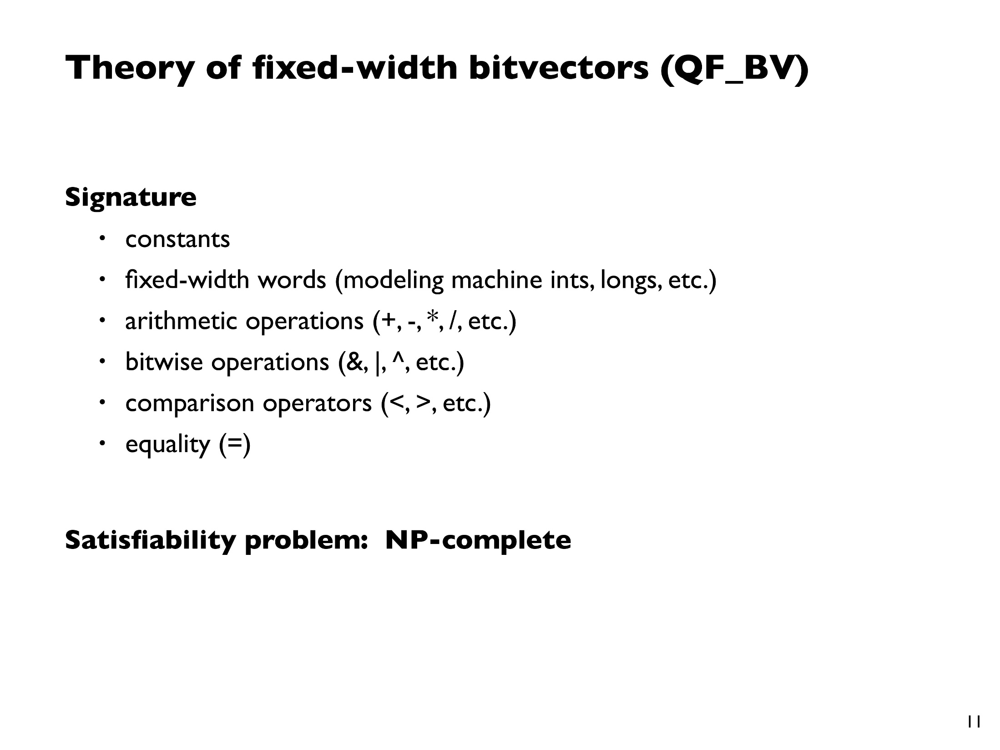 Theory of fixed-width bitvectors (QF_BV)
Signature
• constants
• fixed-width words (modeling machine ints, longs, etc.)
• arithmetic operations (+, -, *, /, etc.)
• bitwise operations (&, |, ^, etc.)
• comparison operators (<, >, etc.)
• equality (=)
Satisfiability problem: NP-complete
11